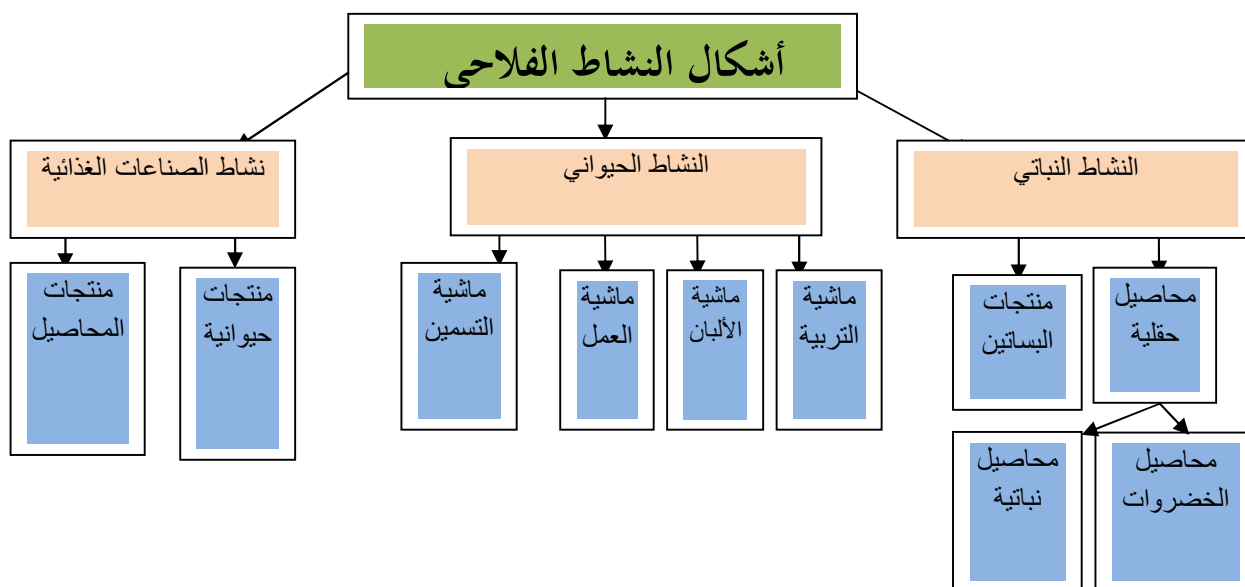 أشكال النشاط الفلاحي
النشاط النباتي
النشاط الحيواني
نشاط الصناعات الغذائية
محاصيل
حقلية
منتجات
البساتين
ماشية
التربية
ماشية
الألبان
ماشية
العمل
ماشية
التسمين
منتجات
حيوانية
منتجات
المحاصيل
محاصيل
الخضروات
محاصيل
نباتية